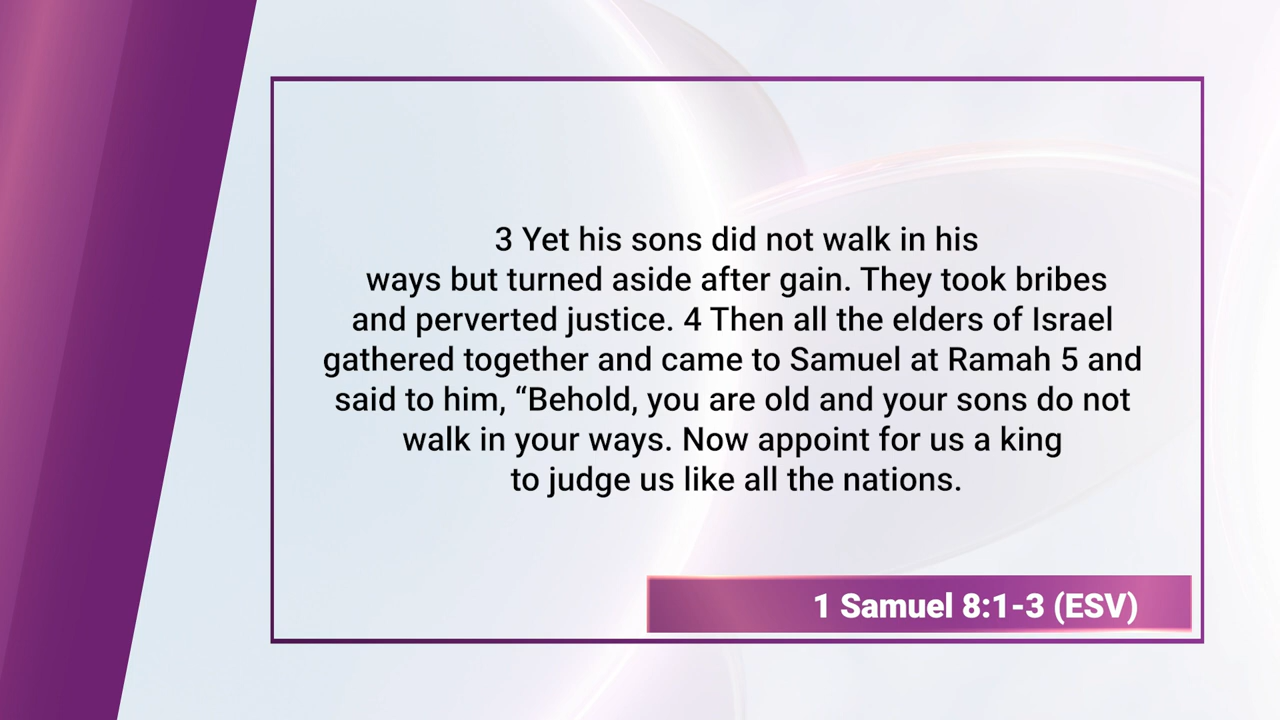 3 Yet his sons did not walk in his
ways but turned aside after gain. They took bribes
and perverted justice. 4 Then all the elders of Israel
gathered together and came to Samuel at Ramah 5 and
said to him, “Behold, you are old and your sons do not
walk in your ways. Now appoint for us a king
to judge us like all the nations.
1 Samuel 8:1-3 (ESV)